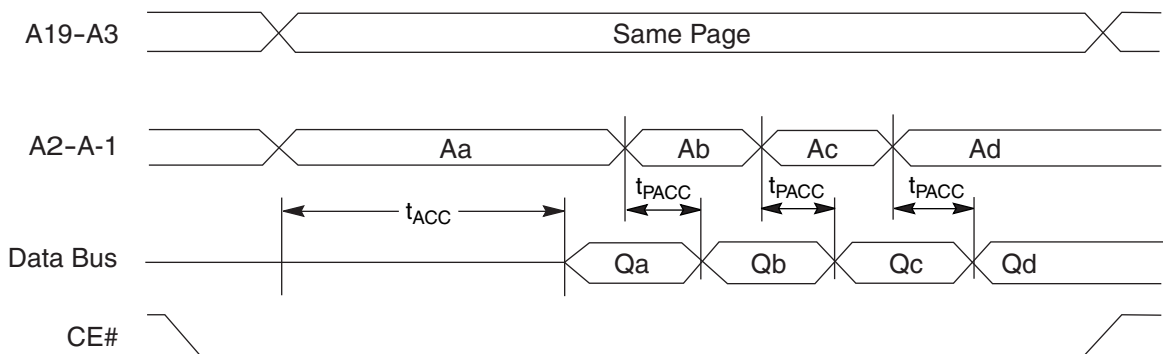 A19–A3 Same Page
A2–A-1 Aa Ab Ac Ad
tPACC tPACC tPACC
tACC
Data Bus Qa Qb Qc Qd
CE#